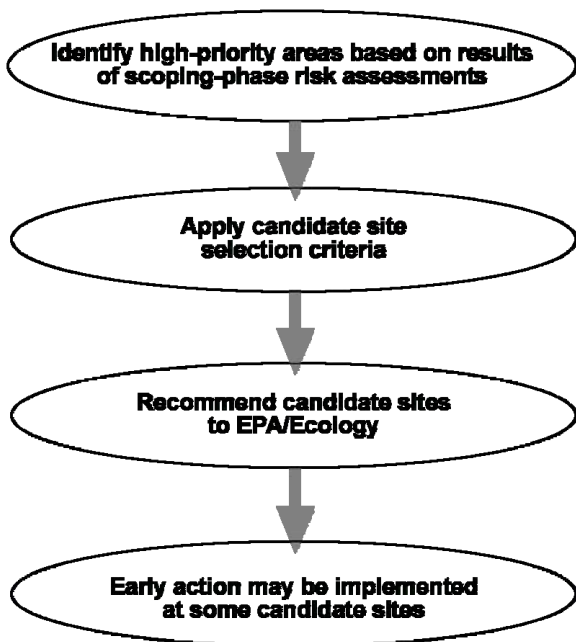 Identify high-priority areas based on results
of scoping-phase risk assessments
Apply candidate site
selection criteria
Recommend candidate sites
to EPA/Ecology
Early action may be implemented
at some candidate sites